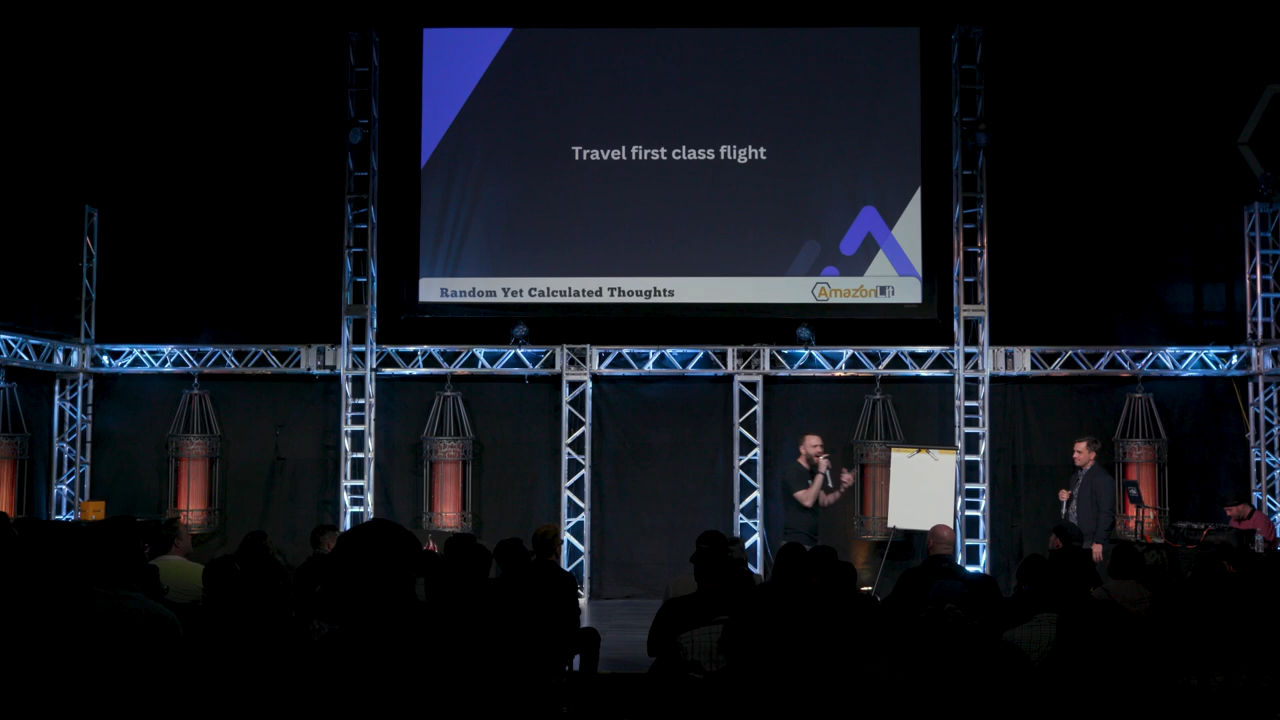 Travel first class flight
Random Yet Calculated Thoughts
AmazonLit